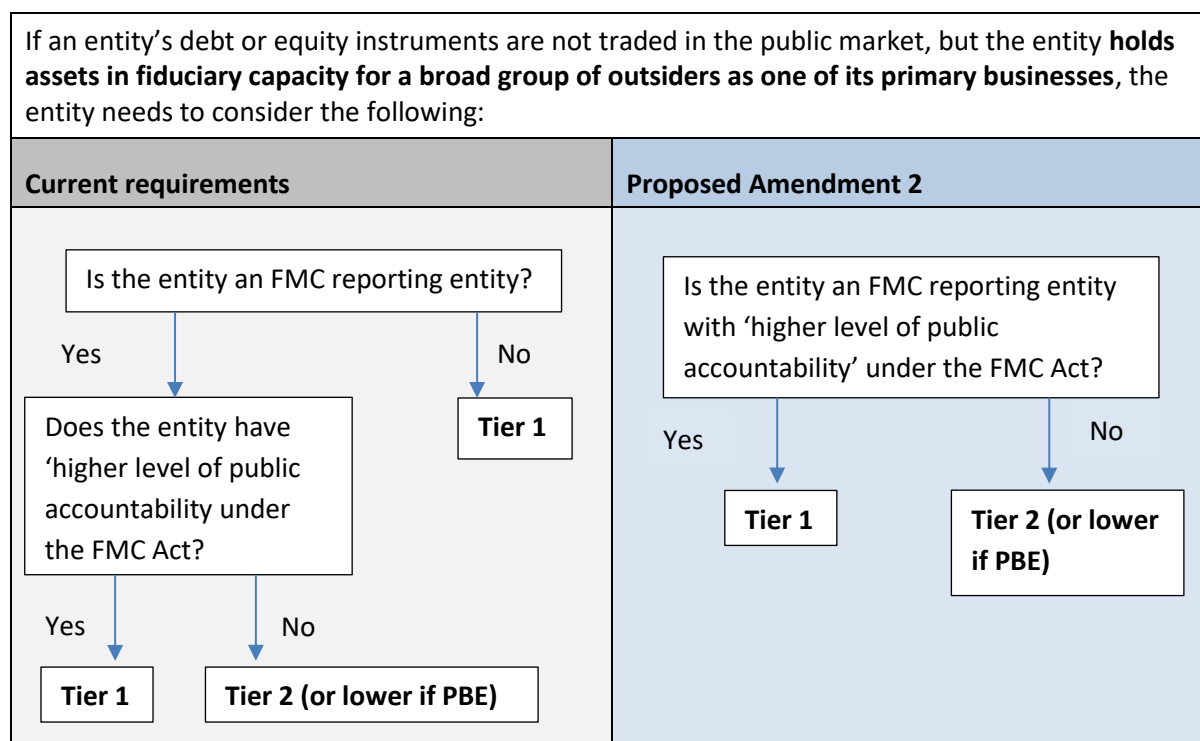 If an entity’s debt or equity instruments are not traded in the public market, but the entity holds
assets in fiduciary capacity for a broad group of outsiders as one of its primary businesses, the
entity needs to consider the following:
Current requirements
Is the entity an FMC reporting entity?
Yes
No
Does the entity have
‘higher level of public
accountability under
the FMC Act?
Tier 1
Yes
No
Tier 1
Tier 2 (or lower if PBE)
Proposed Amendment 2
Is the entity an FMC reporting entity
with ‘higher level of public
accountability’ under the FMC Act?
Yes
No
Tier 1
Tier 2 (or lower
if PBE)